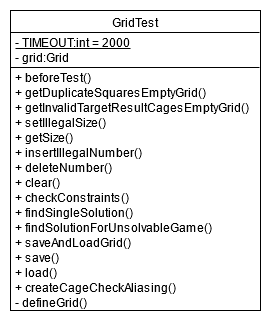 GridTest
- TIMEOUT:int = 2000
- grid:Grid
+ beforeTest()
+ getDuplicateSquaresEmptyGrid()
+ getInvalidTargetResultCagesEmptyGrid()
+ setIllegalSize()
+ getSize()
+ insertIllegalNumber()
+ deleteNumber()
+ clear()
+ checkConstraints()
+ findSingleSolution()
+ findSolutionForUnsolvableGame()
+ saveAndLoadGrid()
+ save()
+ load()
+ createCageCheckAliasing()
- defineGrid()